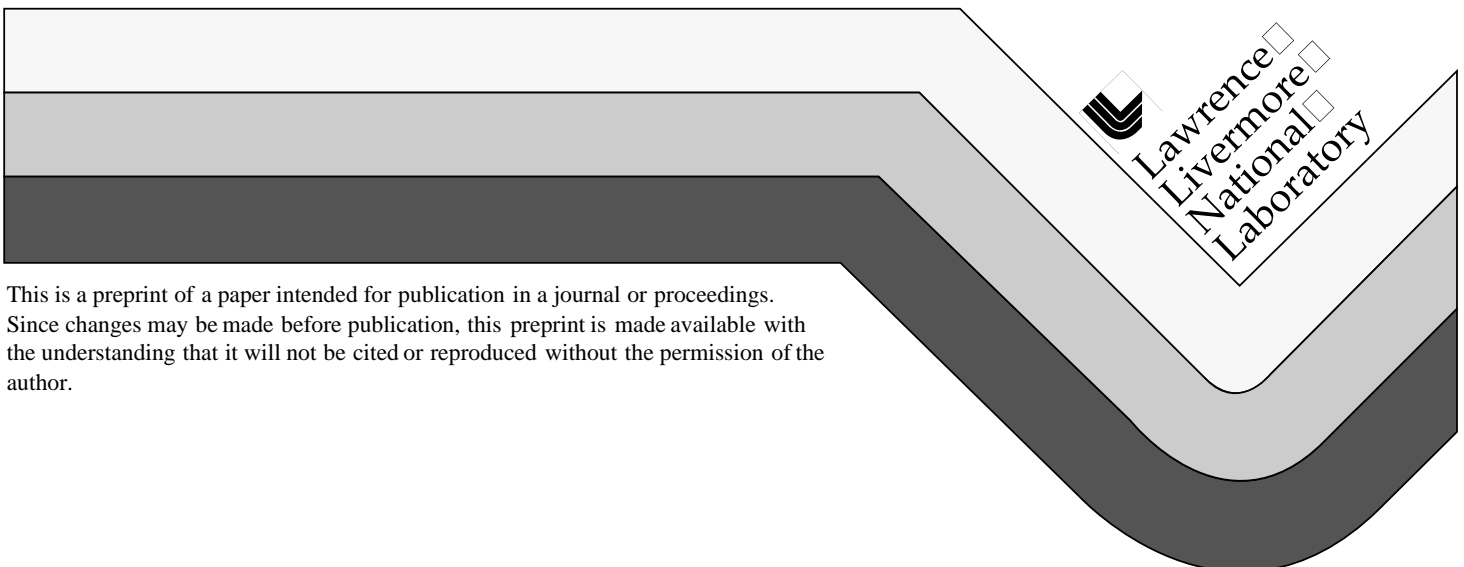 Lawrence
Livermore
National
Laboratory
This is a preprint of a paper intended for publication in a journal or proceedings.
Since changes may be made before publication, this preprint is made available with
the understanding that it will not be cited or reproduced without the permission of the
author.